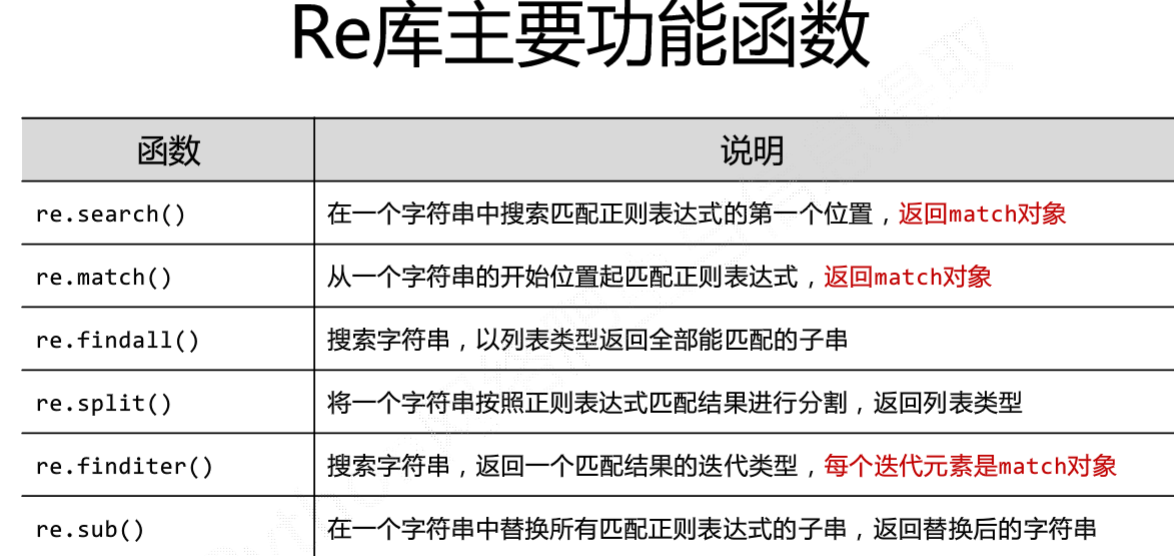 Re库主要功能函数
函数 说明
re.search() 在一个字符串中搜索匹配正则表达式的第一个位置，返回match对象
re.match() 从一个字符串的开始位置起匹配正则表达式，返回match对象
re.findall() 搜索字符串，以列表类型返回全部能匹配的子串
re.split() 将一个字符串按照正则表达式匹配结果进行分割，返回列表类型
re.finditer() 搜索字符串，返回一个匹配结果的迭代类型，每个迭代元素是match对象
re.sub() 在一个字符串中替换所有匹配正则表达式的子串，返回替换后的字符串